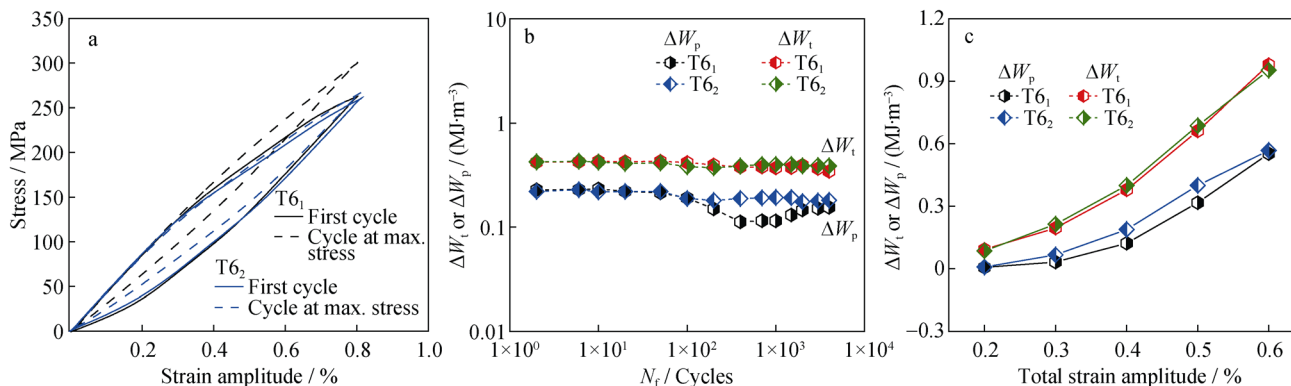 a
350
300
250
200
150
100
50
0
Stress / MPa
T6₁
First cycle
Cycle at max.
stress
T6₂
First cycle
Cycle at max. stress
0.2 0.4 0.6 0.8 1.0
Strain amplitude / %
b
10
1
0.1
0.01
ΔWₜ or ΔWₚ / (MJ·m⁻³)
ΔWₚ ΔWₜ
T6₁ T6₁
T6₂ T6₂
ΔWₜ
ΔWₚ
1×10⁰ 1×10¹ 1×10² 1×10³ 1×10⁴
N_f / Cycles
c
1.2
0.9
0.6
0.3
0
−0.3
ΔWₜ or ΔWₚ / (MJ·m⁻³)
ΔWₚ ΔWₜ
T6₁ T6₁
T6₂ T6₂
0.2 0.3 0.4 0.5 0.6
Total strain amplitude / %